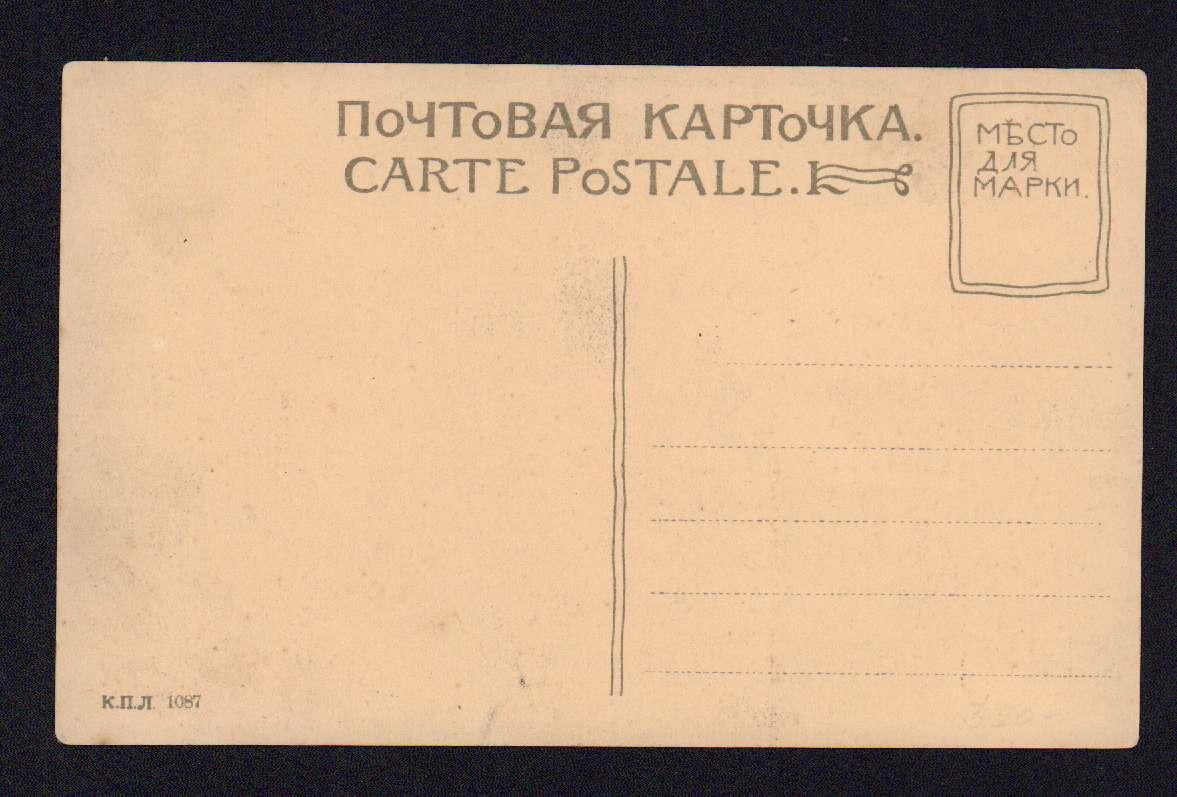 ПОЧТОВАЯ КАРТОЧКА.
CARTE POSTALE.
МѢСТО
ДЛЯ
МАРКИ.
К.П.Л. 1087